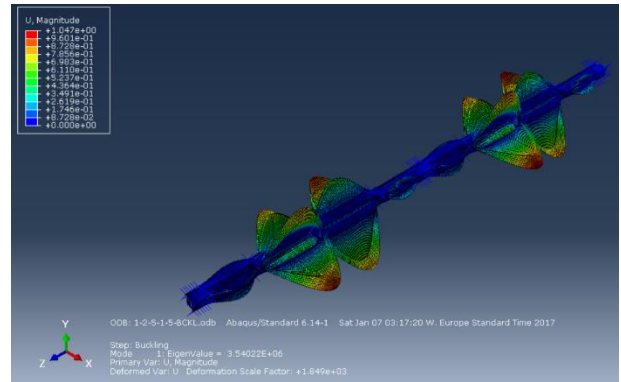 U, Magnitude
+1.047e+00
+9.601e-01
+8.728e-01
+7.856e-01
+6.983e-01
+6.110e-01
+5.237e-01
+4.364e-01
+3.491e-01
+2.619e-01
+1.746e-01
+8.728e-02
+0.000e+00
ODB: 1-2-5-1-5-BCKL.odb Abaqus/Standard 6.14-1 Sat Jan 07 03:17:20 W. Europe Standard Time 2017
Y
Z X
Step: Buckling
Mode 1: EigenValue = 3.54022E+06
Primary Var: U, Magnitude
Deformed Var: U Deformation Scale Factor: +1.849e+03